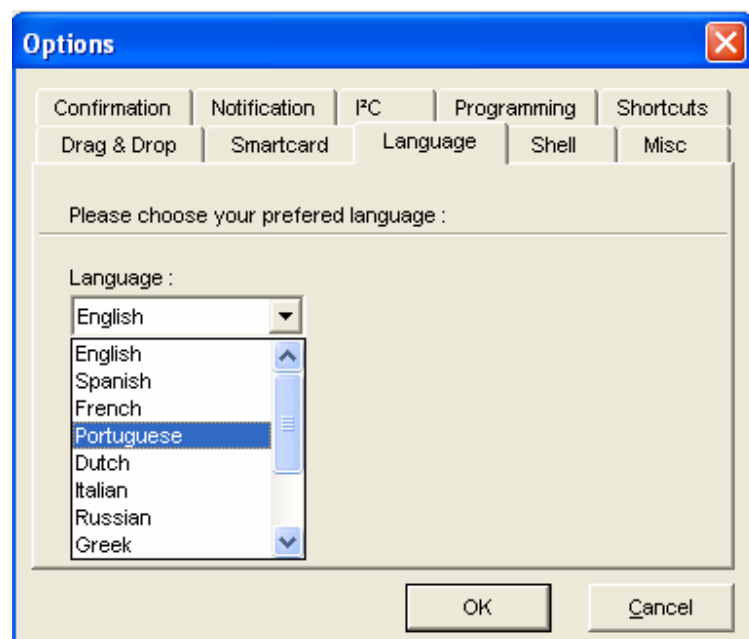 Options
Confirmation Notification I²C Programming Shortcuts
Drag & Drop Smartcard Language Shell Misc
Please choose your prefered language :
Language :
English
English
Spanish
French
Portuguese
Dutch
Italian
Russian
Greek
OK Cancel